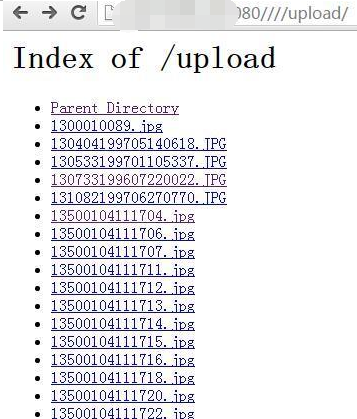 080////upload/
Index of /upload
Parent Directory
1300010089.jpg
130404199705140618.JPG
130533199701105337.JPG
130733199607220022.JPG
131082199706270770.JPG
13500104111704.jpg
13500104111706.jpg
13500104111707.jpg
13500104111711.jpg
13500104111712.jpg
13500104111713.jpg
13500104111714.jpg
13500104111715.jpg
13500104111716.jpg
13500104111718.jpg
13500104111720.jpg
13500104111722.jpg